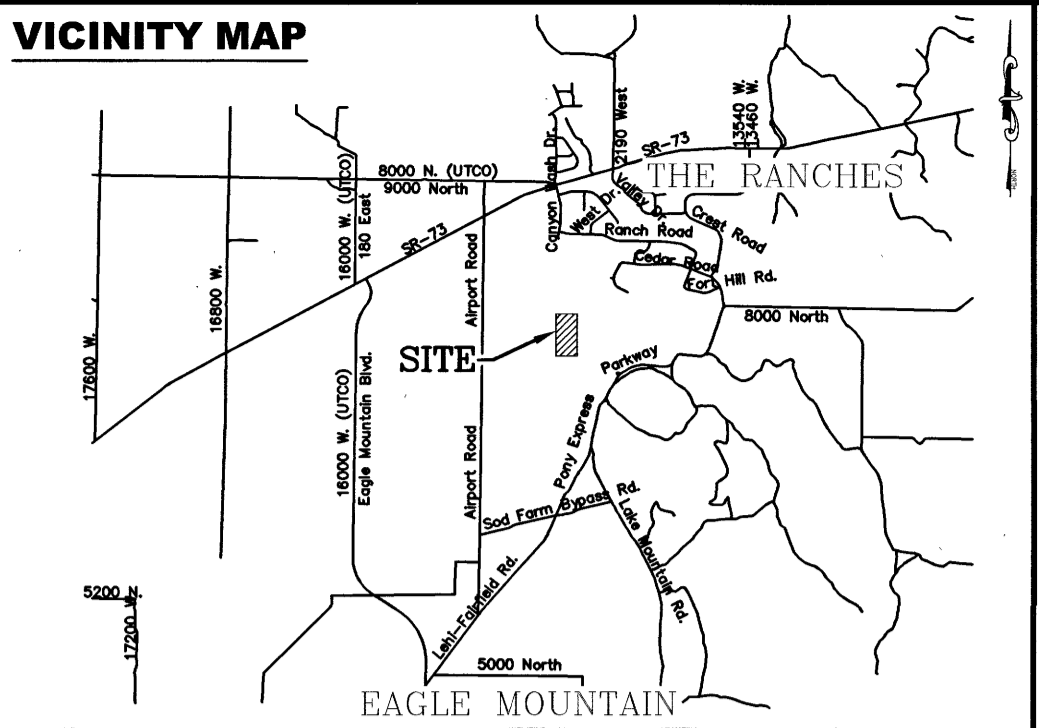 VICINITY MAP
NORTH
2190 West
13540 W.
13460 W.
SR-73
THE RANCHES
Canyon Wash Dr.
8000 N. (UTCO)
9000 North
16000 W. (UTCO)
180 East
Valley Dr.
West Dr.
Crest Road
Ranch Road
SR-73
Airport Road
Cedar Road
Fort Hill Rd.
16800 W.
8000 North
17600 W.
SITE
Parkway
16000 W. (UTCO)
Eagle Mountain Blvd.
Airport Road
Pony Express
Sod Farm Bypass Rd.
Lake Mountain Rd.
Lehi-Fairfield Rd.
5200 N.
17200 W.
5000 North
EAGLE MOUNTAIN